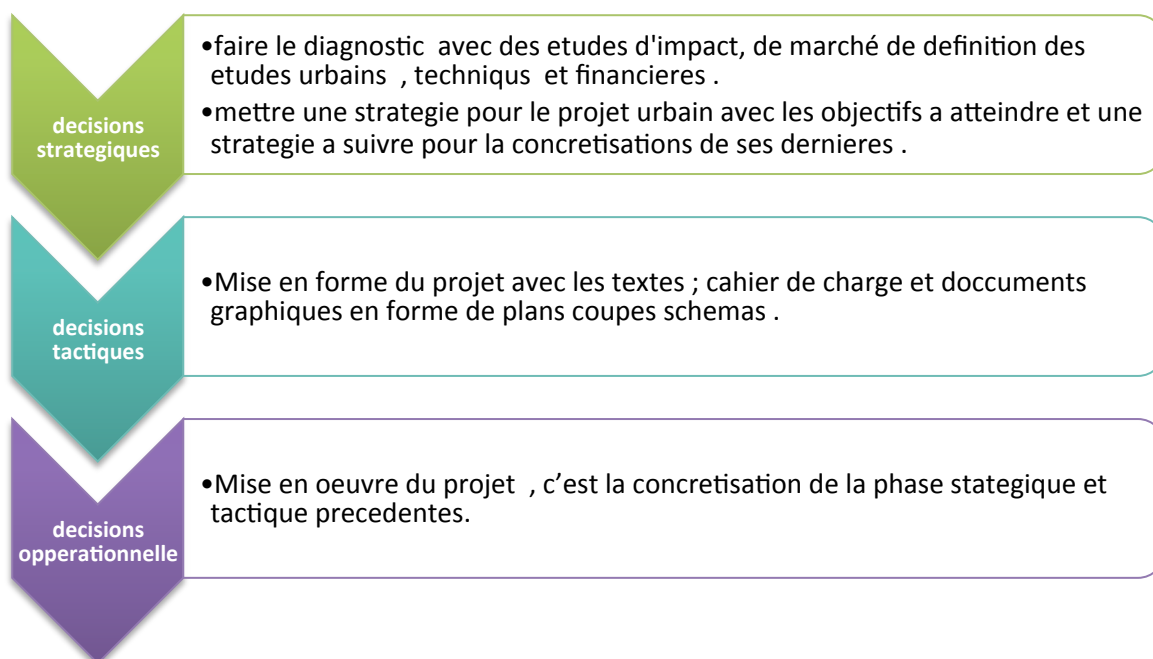 decisions
strategiques
•faire le diagnostic  avec des etudes d'impact, de marché de definition des
etudes urbains  , techniqus  et financieres .
•mettre une strategie pour le projet urbain avec les objectifs a atteindre et une
strategie a suivre pour la concretisations de ses dernieres .
decisions
tactiques
•Mise en forme du projet avec les textes ; cahier de charge et doccuments
graphiques en forme de plans coupes schemas .
decisions
opperationnelle
•Mise en oeuvre du projet  , c’est la concretisation de la phase stategique et
tactique precedentes.